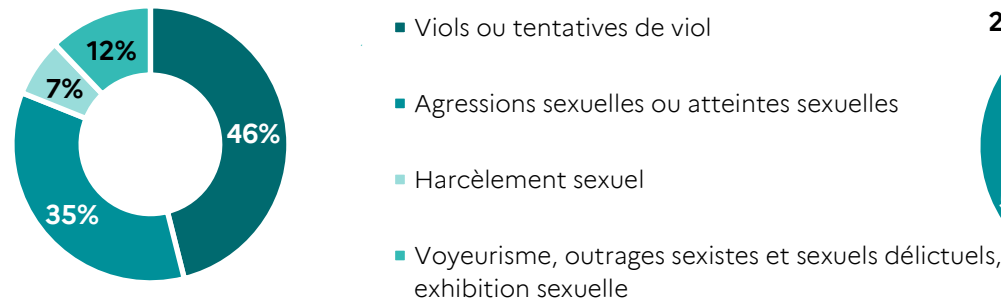 12%
7%
46%
35%
Viols ou tentatives de viol
Agressions sexuelles ou atteintes sexuelles
Harcèlement sexuel
Voyeurisme, outrages sexistes et sexuels délictuels,
exhibition sexuelle
2